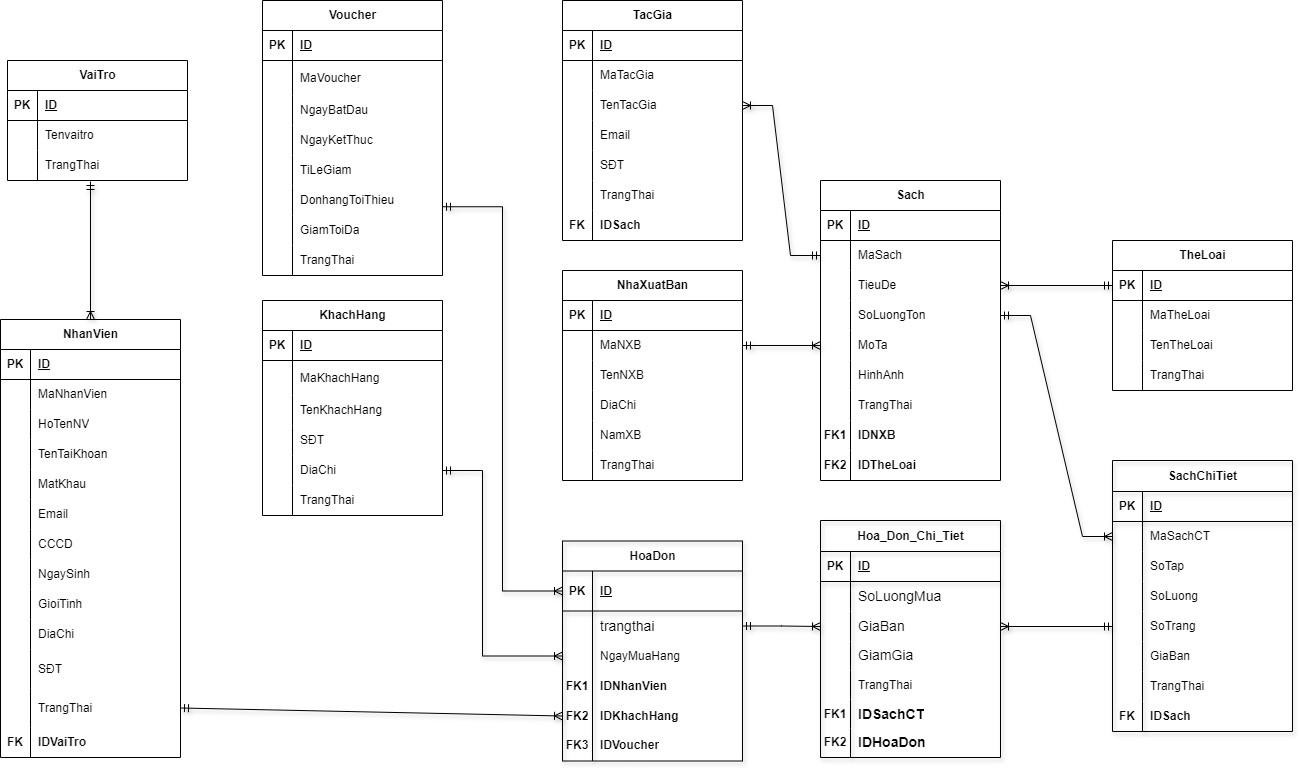 VaiTro
PK ID
Tenvaitro
TrangThai
NhanVien
PK ID
MaNhanVien
HoTenNV
TenTaiKhoan
MatKhau
Email
CCCD
NgaySinh
GioiTinh
DiaChi
SĐT
TrangThai
FK IDVaiTro
Voucher
PK ID
MaVoucher
NgayBatDau
NgayKetThuc
TiLeGiam
DonhangToiThieu
GiamToiDa
TrangThai
KhachHang
PK ID
MaKhachHang
TenKhachHang
SĐT
DiaChi
TrangThai
TacGia
PK ID
MaTacGia
TenTacGia
Email
SĐT
TrangThai
FK IDSach
NhaXuatBan
PK ID
MaNXB
TenNXB
DiaChi
NamXB
TrangThai
HoaDon
PK ID
trangthai
NgayMuaHang
FK1 IDNhanVien
FK2 IDKhachHang
FK3 IDVoucher
Sach
PK ID
MaSach
TieuDe
SoLuongTon
MoTa
HinhAnh
TrangThai
FK1 IDNXB
FK2 IDTheLoai
Hoa_Don_Chi_Tiet
PK ID
SoLuongMua
GiaBan
GiamGia
TrangThai
FK1 IDSachCT
FK2 IDHoaDon
TheLoai
PK ID
MaTheLoai
TenTheLoai
TrangThai
SachChiTiet
PK ID
MaSachCT
SoTap
SoLuong
SoTrang
GiaBan
TrangThai
FK IDSach